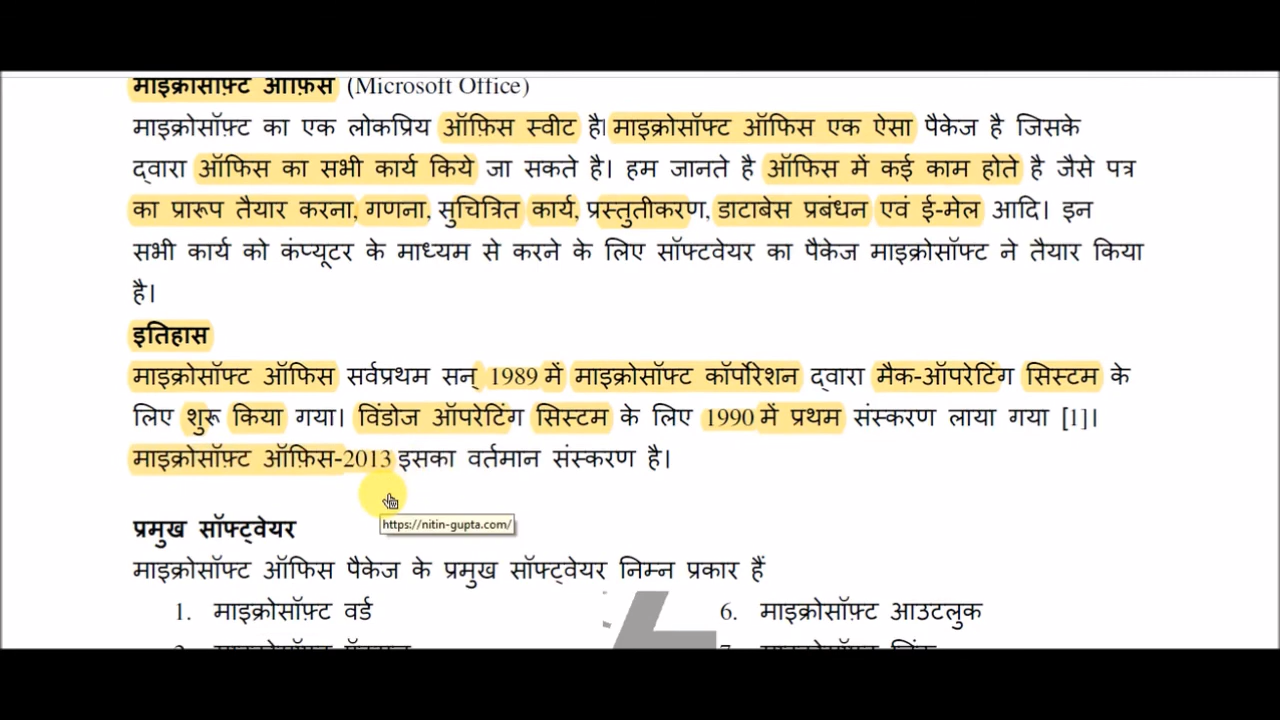 माइक्रोसॉफ़्ट ऑफ़िस (Microsoft Office)
माइक्रोसॉफ़्ट का एक लोकप्रिय ऑफ़िस स्वीट है। माइक्रोसॉफ्ट ऑफिस एक ऐसा पैकेज है जिसके
द्वारा ऑफिस का सभी कार्य किये जा सकते है। हम जानते है ऑफिस में कई काम होते है जैसे पत्र
का प्रारूप तैयार करना, गणना, सुचित्रित कार्य, प्रस्तुतीकरण, डाटाबेस प्रबंधन एवं ई-मेल आदि। इन
सभी कार्य को कंप्यूटर के माध्यम से करने के लिए सॉफ्टवेयर का पैकेज माइक्रोसॉफ्ट ने तैयार किया
है।
इतिहास
माइक्रोसॉफ्ट ऑफिस सर्वप्रथम सन् 1989 में माइक्रोसॉफ्ट कॉर्पोरेशन द्वारा मैक-ऑपरेटिंग सिस्टम के
लिए शुरू किया गया। विंडोज ऑपरेटिंग सिस्टम के लिए 1990 में प्रथम संस्करण लाया गया [1]।
माइक्रोसॉफ़्ट ऑफ़िस-2013 इसका वर्तमान संस्करण है।
https://nitin-gupta.com/
प्रमुख सॉफ्ट्वेयर
माइक्रोसॉफ्ट ऑफिस पैकेज के प्रमुख सॉफ्ट्वेयर निम्न प्रकार हैं
1. माइक्रोसॉफ़्ट वर्ड
6. माइक्रोसॉफ़्ट आउटलुक